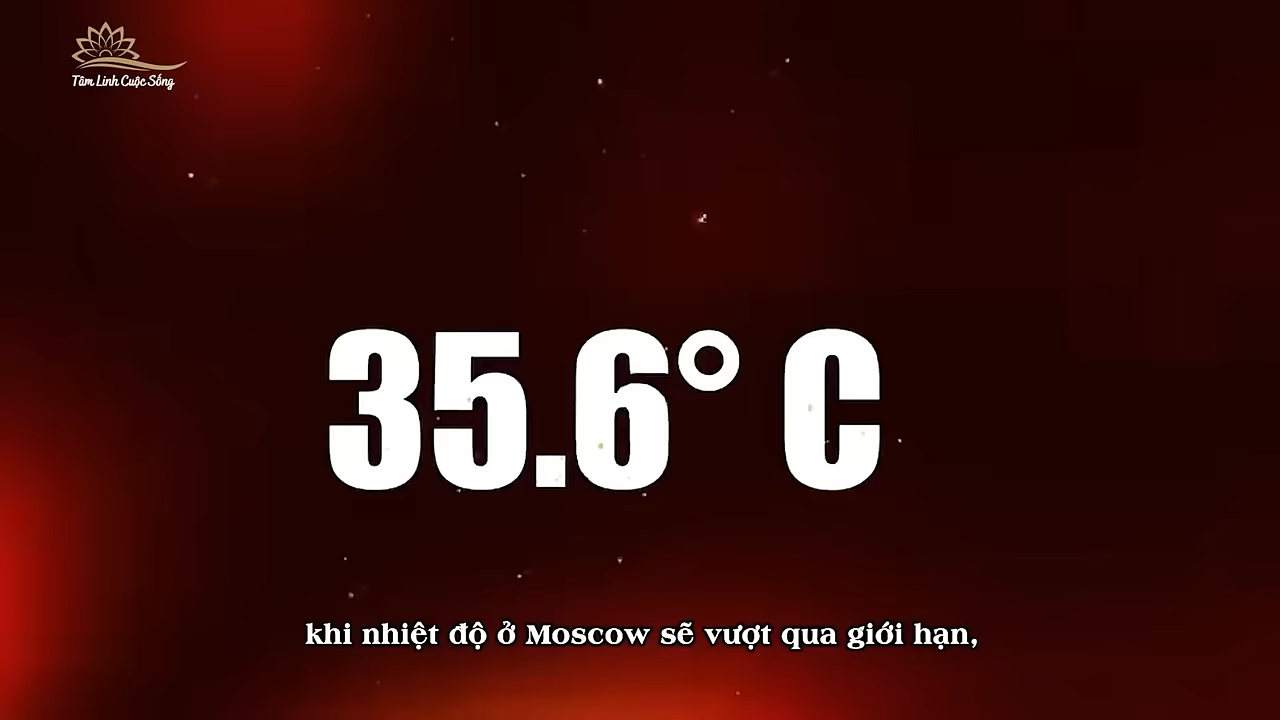 Tâm Linh Cuộc Sống
35.6° C
khi nhiệt độ ở Moscow sẽ vượt qua giới hạn,